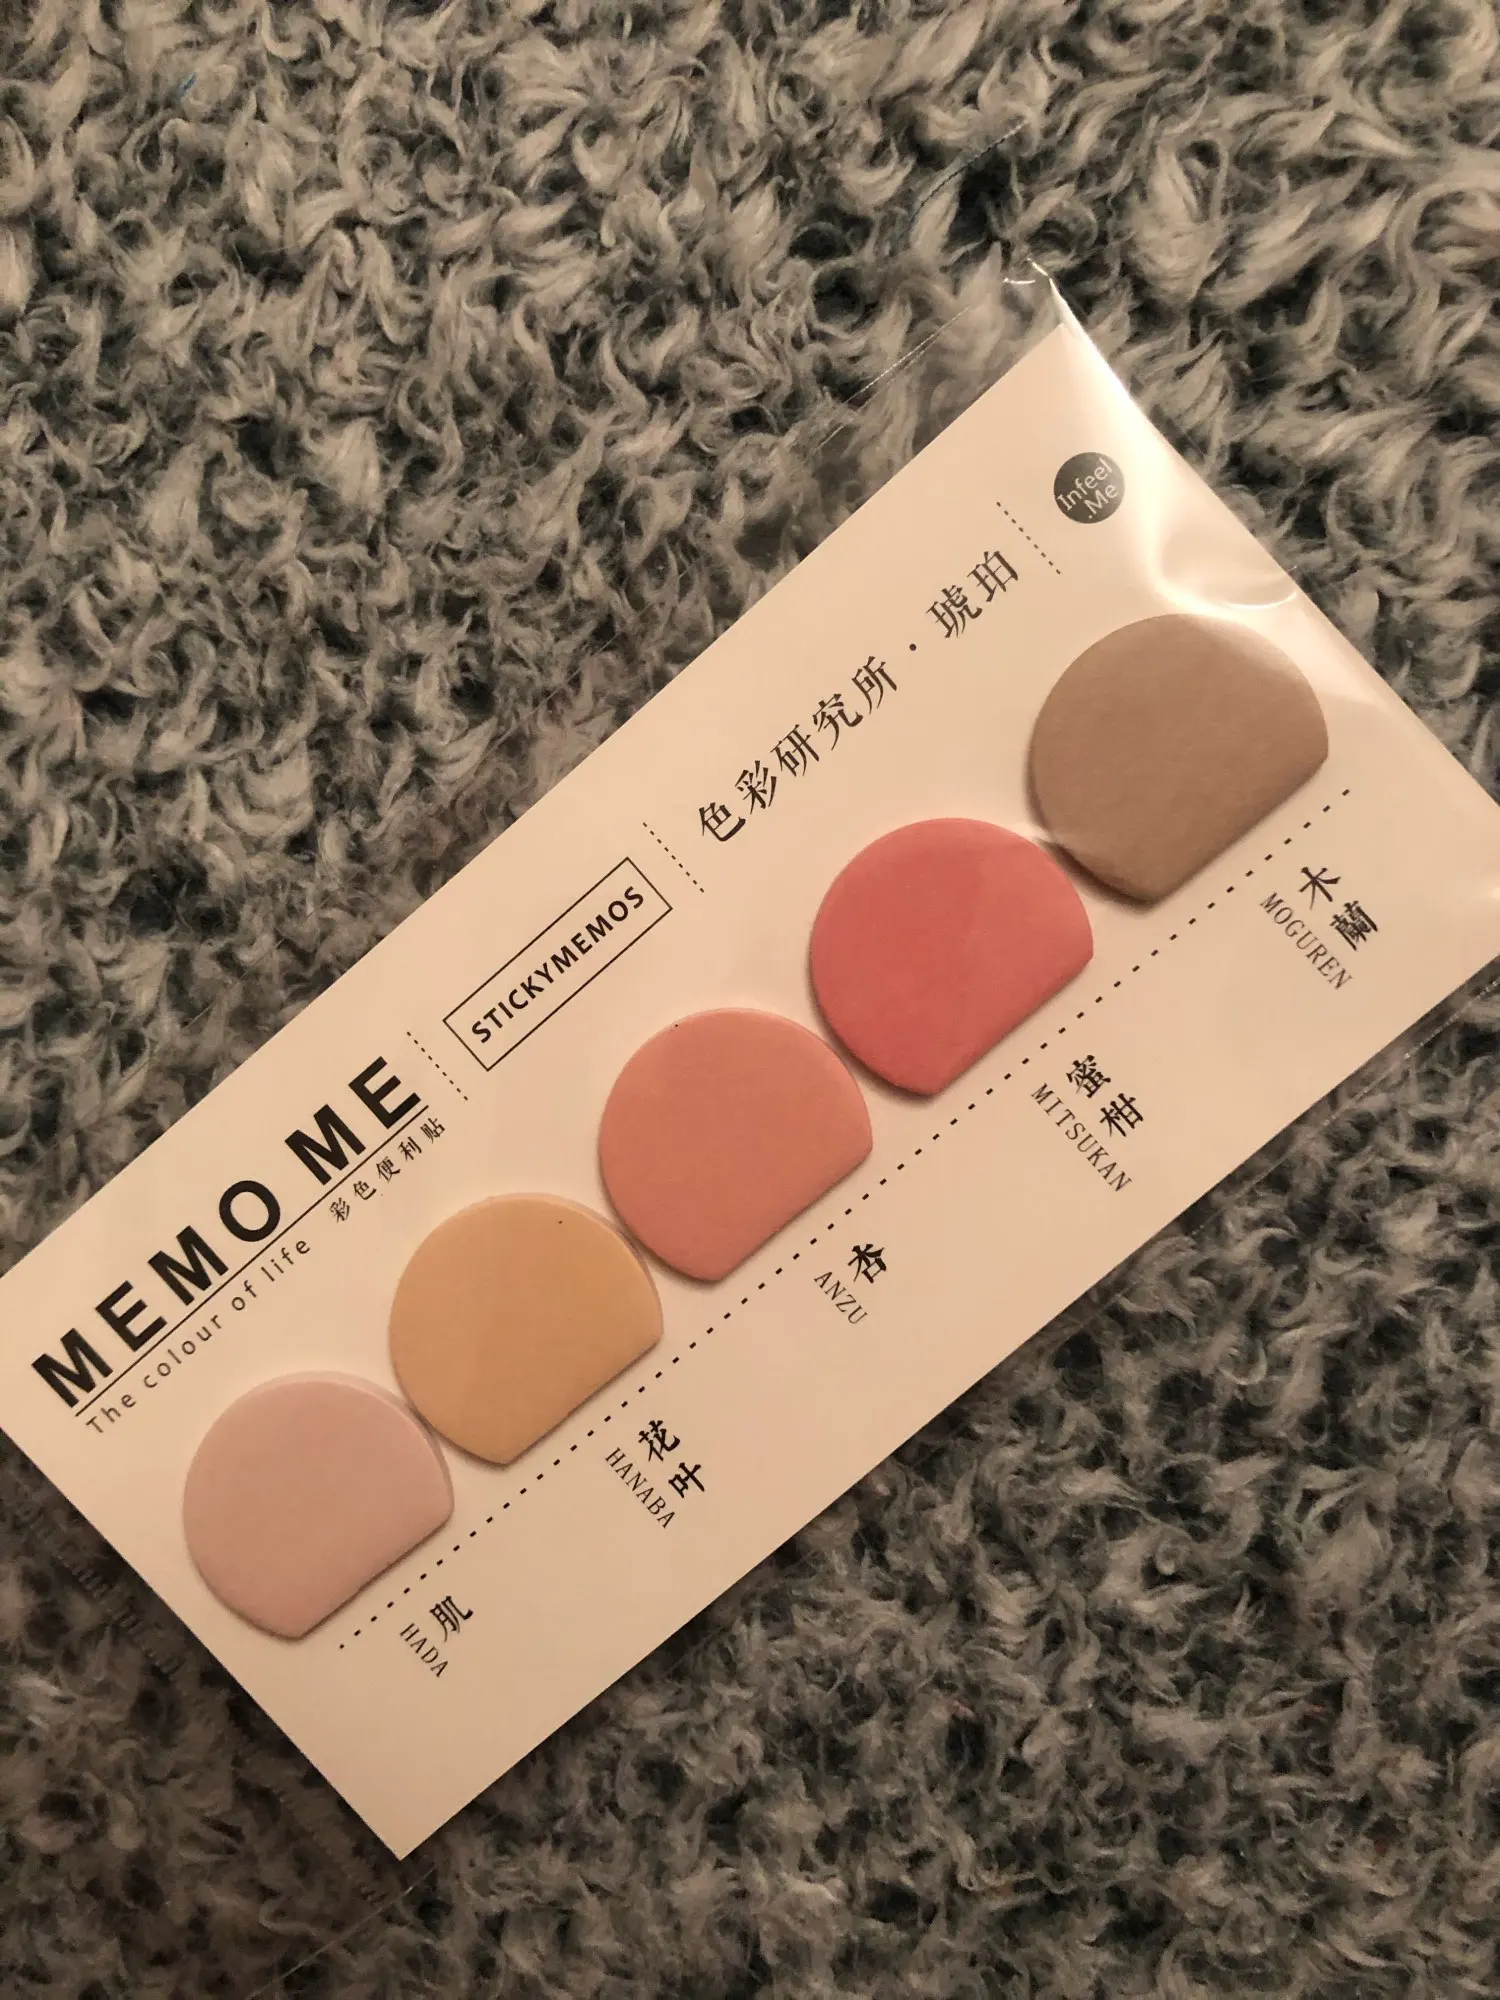 MEMO ME
The colour of life
彩色便利贴
STICKYMEMOS
色彩研究所·琥珀
Infeel
.Me
肌
HADA
花叶
HANABA
杏
ANZU
蜜柑
MITSUKAN
木蘭
MOGUREN